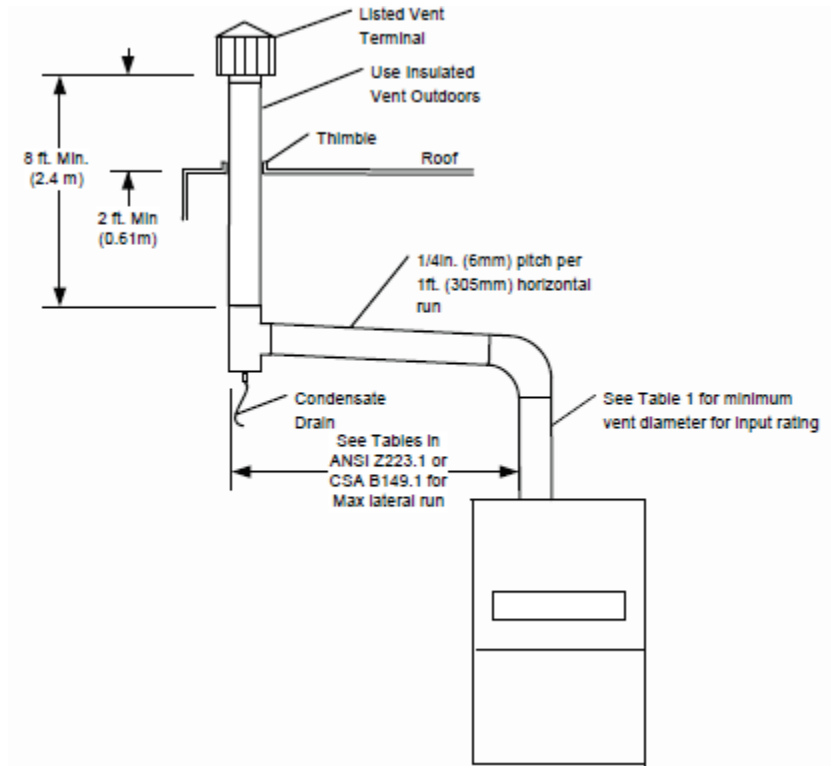 Listed Vent
Terminal
Use Insulated
Vent Outdoors
Thimble
Roof
8 ft. Min.
(2.4 m)
2 ft. Min
(0.61m)
1/4in. (6mm) pitch per
1ft. (305mm) horizontal
run
Condensate
Drain
See Table 1 for minimum
vent diameter for input rating
See Tables in
ANSI Z223.1 or
CSA B149.1 for
Max lateral run